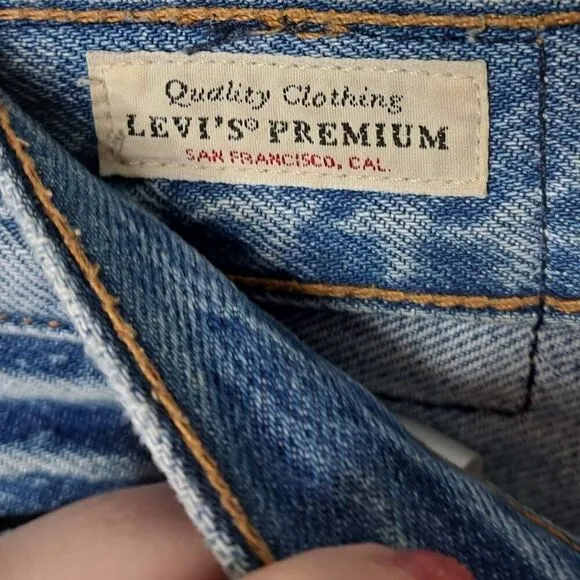 Quality Clothing
LEVI'S® PREMIUM
SAN FRANCISCO, CAL.